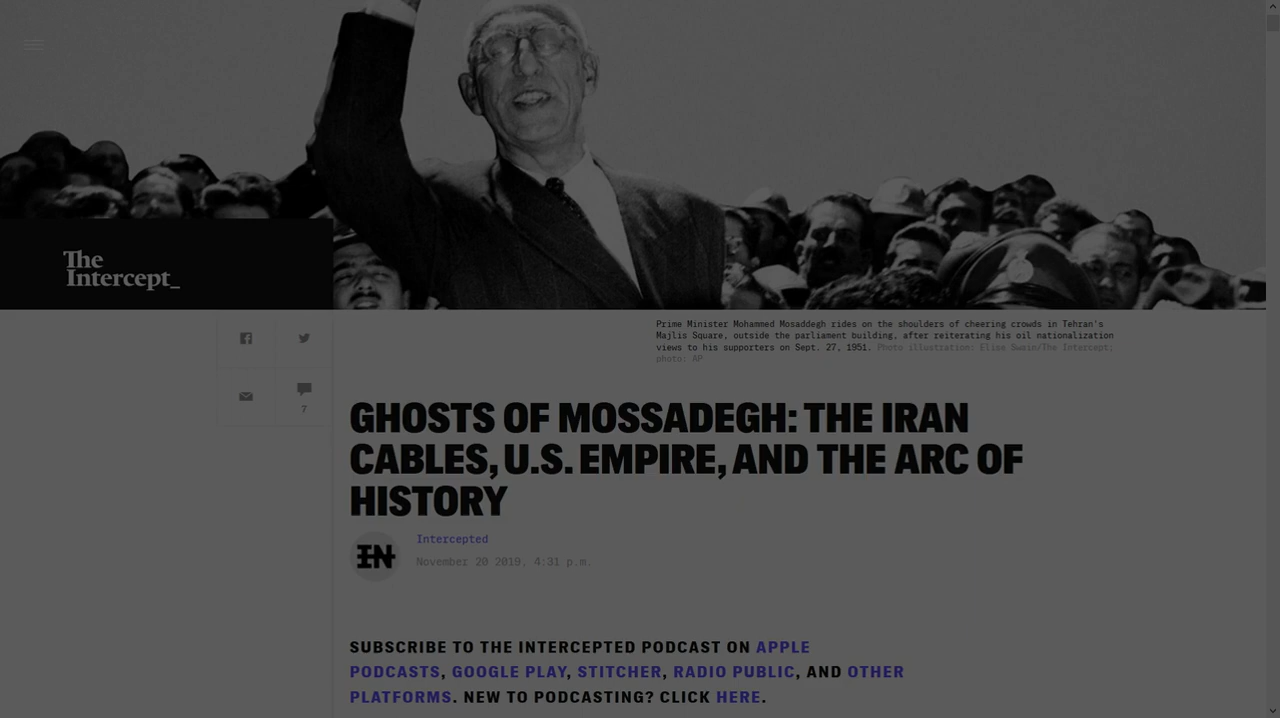 The
Intercept_
Prime Minister Mohammed Mosaddegh rides on the shoulders of cheering crowds in Tehran's
Majlis Square, outside the parliament building, after reiterating his oil nationalization
views to his supporters on Sept. 27, 1951. Photo illustration: Elise Swain/The Intercept;
photo: AP
7
GHOSTS OF MOSSADEGH: THE IRAN
CABLES, U.S. EMPIRE, AND THE ARC OF
HISTORY
IN
Intercepted
November 20 2019, 4:31 p.m.
SUBSCRIBE TO THE INTERCEPTED PODCAST ON APPLE
PODCASTS, GOOGLE PLAY, STITCHER, RADIO PUBLIC, AND OTHER
PLATFORMS. NEW TO PODCASTING? CLICK HERE.